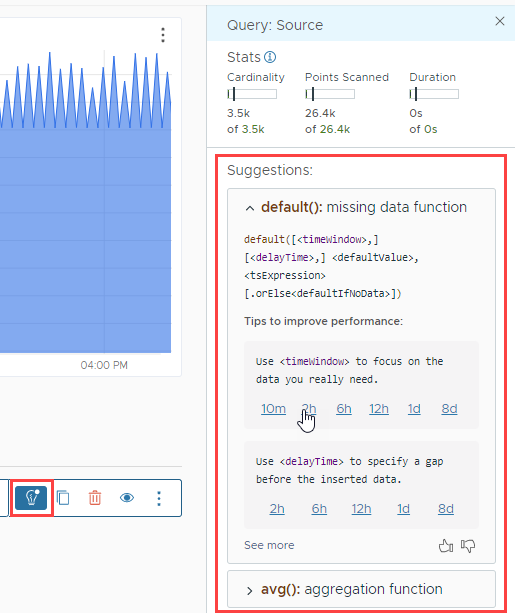 Query: Source
Stats
Cardinality Points Scanned Duration
3.5k 26.4k 0s
of 3.5k of 26.4k of 0s
Suggestions:
default(): missing data function
default([<timeWindow>,]
[<delayTime>,] <defaultValue>,
<tsExpression>
[.orElse<defaultIfNoData>])
Tips to improve performance:
Use <timeWindow> to focus on the
data you really need.
10m 2h 6h 12h 1d 8d
Use <delayTime> to specify a gap
before the inserted data.
2h 6h 12h 1d 8d
See more
avg(): aggregation function
04:00 PM